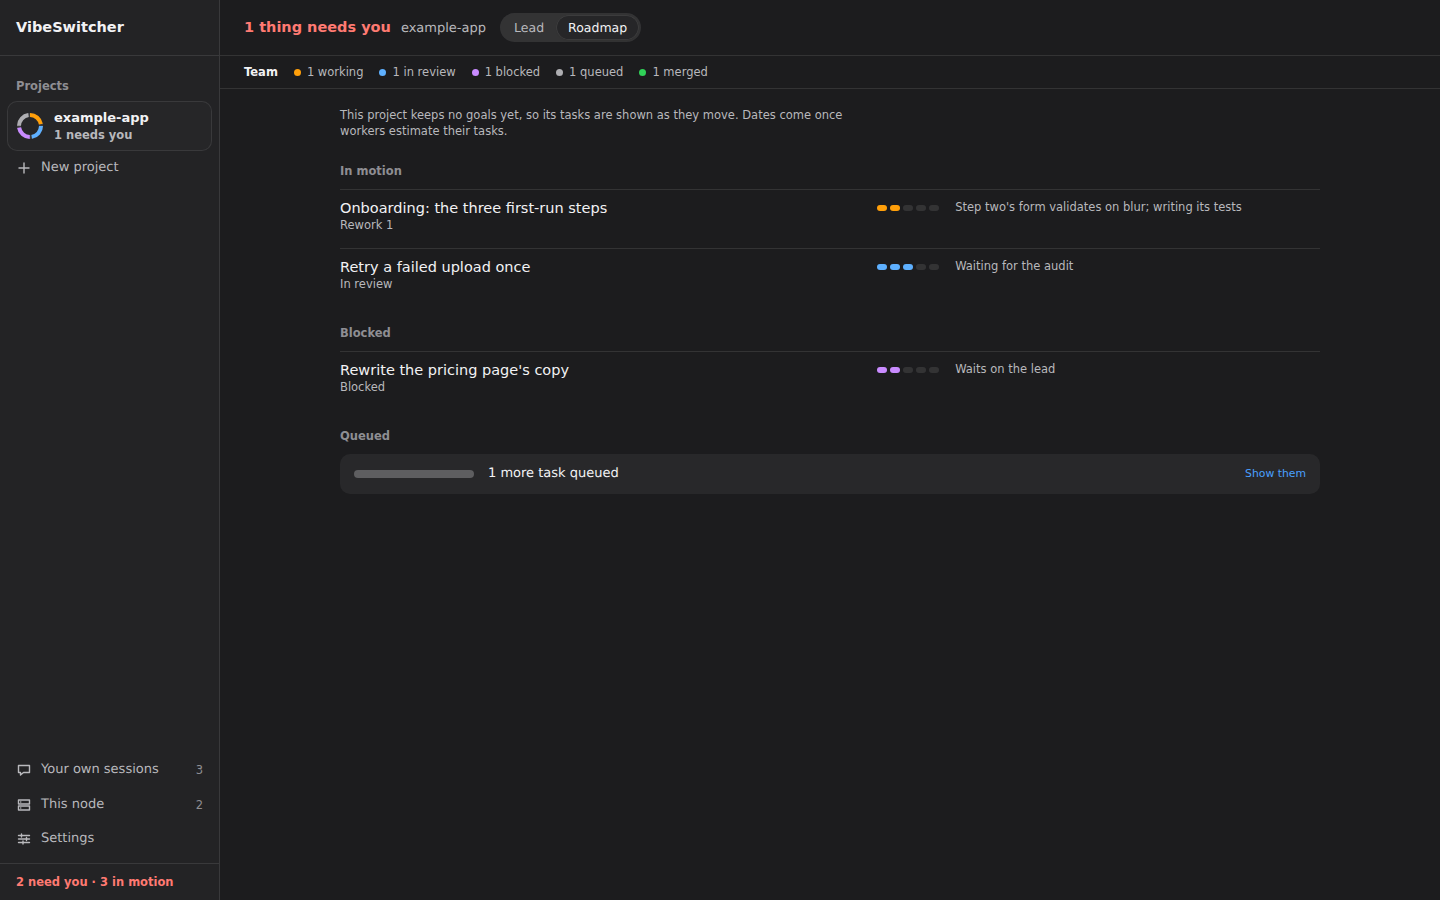 VibeSwitcher
Projects
example-app
1 needs you
New project
Your own sessions 3
This node 2
Settings
2 need you · 3 in motion
1 thing needs you example-app Lead Roadmap
Team 1 working 1 in review 1 blocked 1 queued 1 merged
This project keeps no goals yet, so its tasks are shown as they move. Dates come once
workers estimate their tasks.
In motion
Onboarding: the three first-run steps Step two's form validates on blur; writing its tests
Rework 1
Retry a failed upload once Waiting for the audit
In review
Blocked
Rewrite the pricing page's copy Waits on the lead
Blocked
Queued
1 more task queued Show them